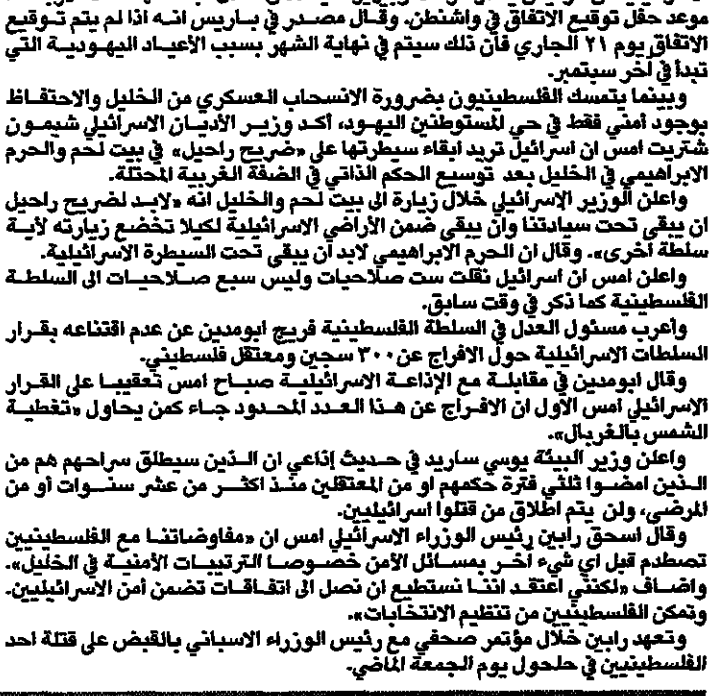 موعد حفل توقيع الاتفاق في واشنطن. وقال مصدر في باريس انه اذا لم يتم توقيع
الاتفاق يوم ٢١ الجاري فان ذلك سيتم في نهاية الشهر بسبب الأعياد اليهودية التي
تبدأ في أخر سبتمبر.
وبينما يتمسك الفلسطينيون بضرورة الانسحاب العسكري من الخليل والاحتفاظ
بوجود أمني فقط في حي المستوطنين اليهود، أكد وزير الأديان الاسرائيلي شيمون
شتريت امس ان اسرائيل تريد ابقاء سيطرتها على «ضريح راحيل» في بيت لحم والحرم
الابراهيمي في الخليل بعد توسيع الحكم الذاتي في الضفة الغربية المحتلة.
واعلن الوزير الاسرائيلي خلال زيارة الى بيت لحم والخليل انه «لابد لضريح راحيل
ان يبقى تحت سيادتنا وان يبقى ضمن الأراضي الاسرائيلية لكيلا تخضع زيارته لأية
سلطة أخرى». وقال ان الحرم الابراهيمي لابد أن يبقى تحت السيطرة الاسرائيلية.
واعلن امس ان اسرائيل نقلت ست صلاحيات وليس سبع صلاحيات الى السلطة
الفلسطينية كما ذكر في وقت سابق.
وأعرب مسئول العدل في السلطة الفلسطينية فريح ابومدين عن عدم اقتناعه بقرار
السلطات الاسرائيلية حول الافراج عن ٣٠٠ سجين ومعتقل فلسطيني.
وقال ابومدين في مقابلة مع الإذاعة الاسرائيلية صباح امس تعقيبا على القرار
الاسرائيلي امس الأول ان الافراج عن هذا العدد المحدود جاء كمن يحاول «تغطية
الشمس بالغربال».
واعلن وزير البيئة يوسي ساريد في حديث إذاعي ان الذين سيطلق سراحهم هم من
الذين امضوا ثلثي فترة حكمهم او من المعتقلين منذ اكثر من عشر سنوات أو من
المرضى، ولن يتم اطلاق من قتلوا اسرائيليين.
وقال اسحق رابين رئيس الوزراء الاسرائيلي امس ان «مفاوضاتنا مع الفلسطينيين
تصطدم قبل اي شيء أخر بمسائل الأمن خصوصا الترتيبات الأمنية في الخليل».
واضاف «لكنني اعتقد اننا نستطيع ان نصل الى اتفاقات تضمن أمن الاسرائيليين.
وتمكن الفلسطينيين من تنظيم الانتخابات».
وتعهد رابين خلال مؤتمر صحفي مع رئيس الوزراء الاسباني بالقبض على قتلة احد
الفلسطينيين في حلحول يوم الجمعة الماضي.